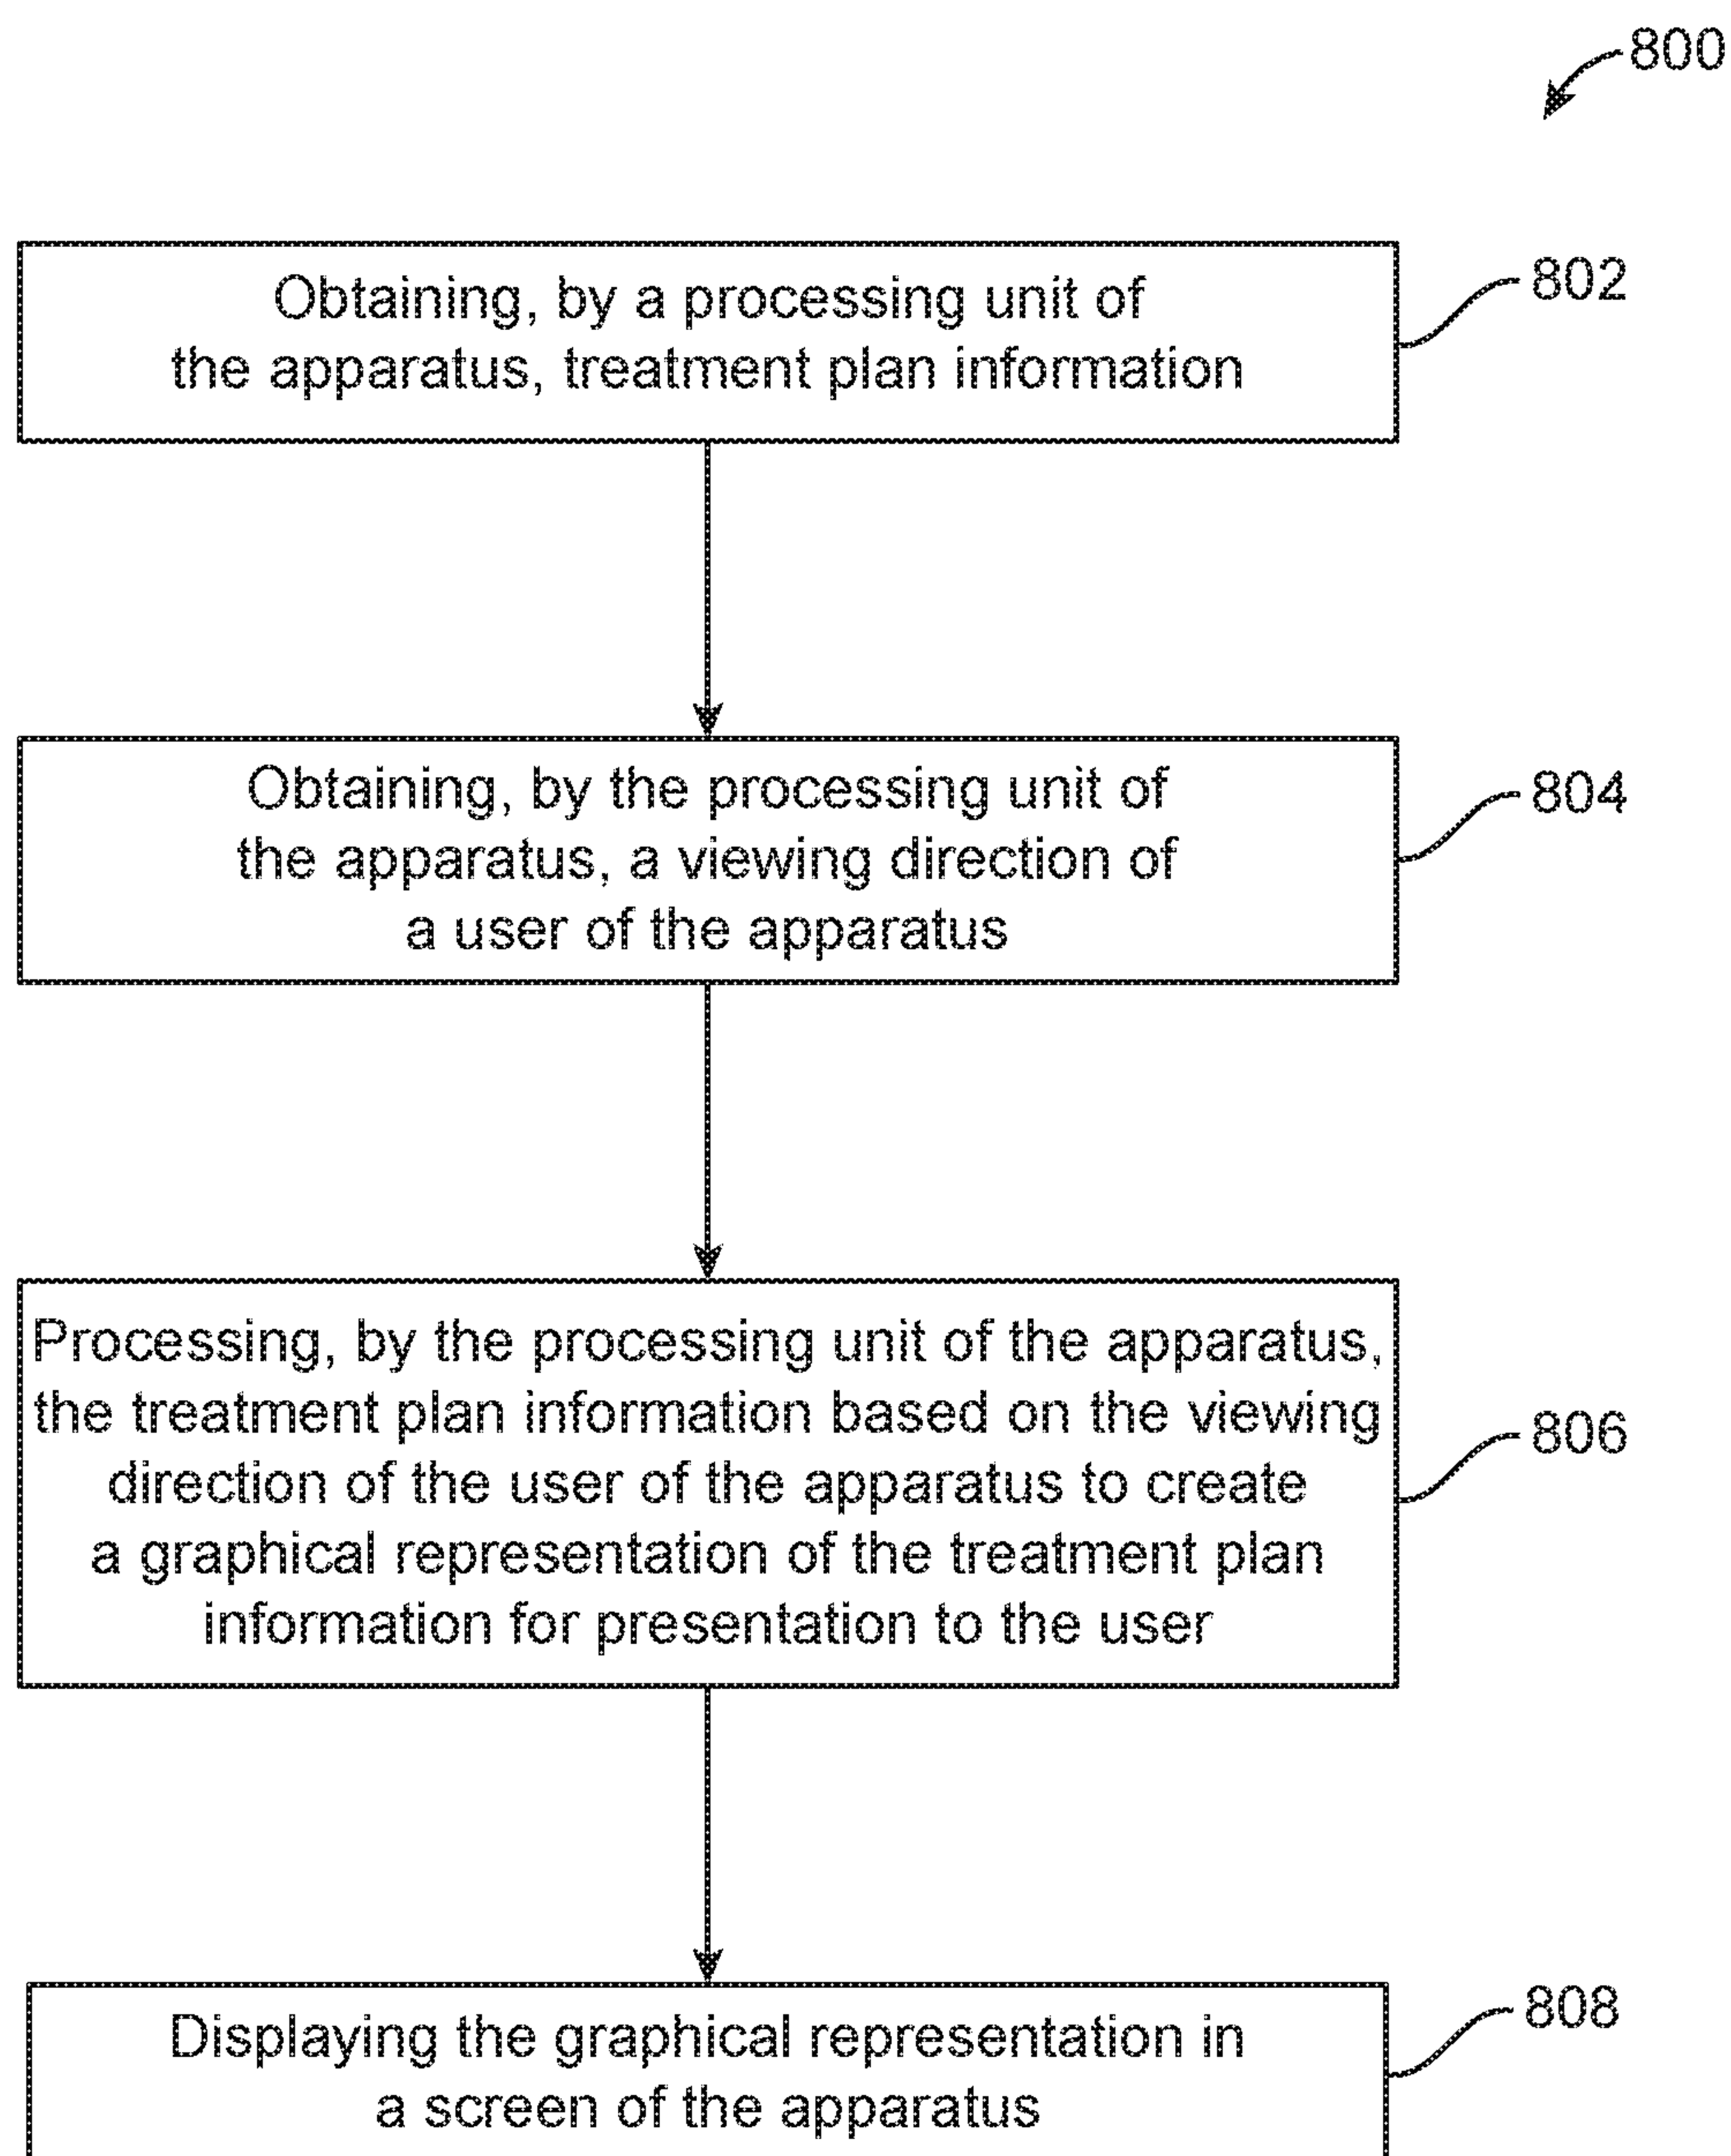 800
Obtaining, by a processing unit of
the apparatus, treatment plan information
802
Obtaining, by the processing unit of
the apparatus, a viewing direction of
a user of the apparatus
804
Processing, by the processing unit of the apparatus,
the treatment plan information based on the viewing
direction of the user of the apparatus to create
a graphical representation of the treatment plan
information for presentation to the user
806
Displaying the graphical representation in
a screen of the apparatus
808